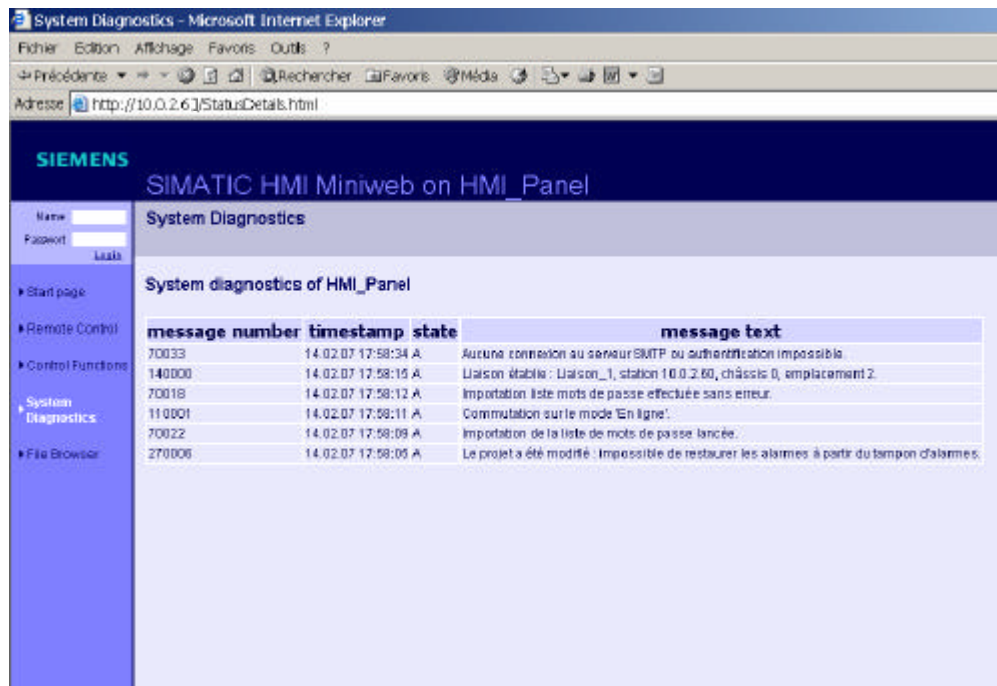 System Diagnostics - Microsoft Internet Explorer
Fichier Edition Affichage Favoris Outils ?
Précédente Rechercher Favoris Média
Adresse http://10.0.2.61/StatusDetails.html
SIEMENS
SIMATIC HMI Miniweb on HMI_Panel
Name
Passwort
Login
System Diagnostics
Start page
Remote Control
Control Functions
System Diagnostics
File Browser
System diagnostics of HMI_Panel
message number timestamp state message text
70033 14.02.07 17:58:34 A Aucune connexion au serveur SMTP ou authentification impossible.
140000 14.02.07 17:58:15 A Liaison établie : Liaison_1, station 10.0.2.60, châssis 0, emplacement 2.
70018 14.02.07 17:58:12 A Importation liste mots de passe effectuée sans erreur.
110001 14.02.07 17:58:11 A Commutation sur le mode 'En ligne'.
70022 14.02.07 17:58:09 A Importation de la liste de mots de passe lancée.
270006 14.02.07 17:58:05 A Le projet a été modifié : Impossible de restaurer les alarmes à partir du tampon d'alarmes.